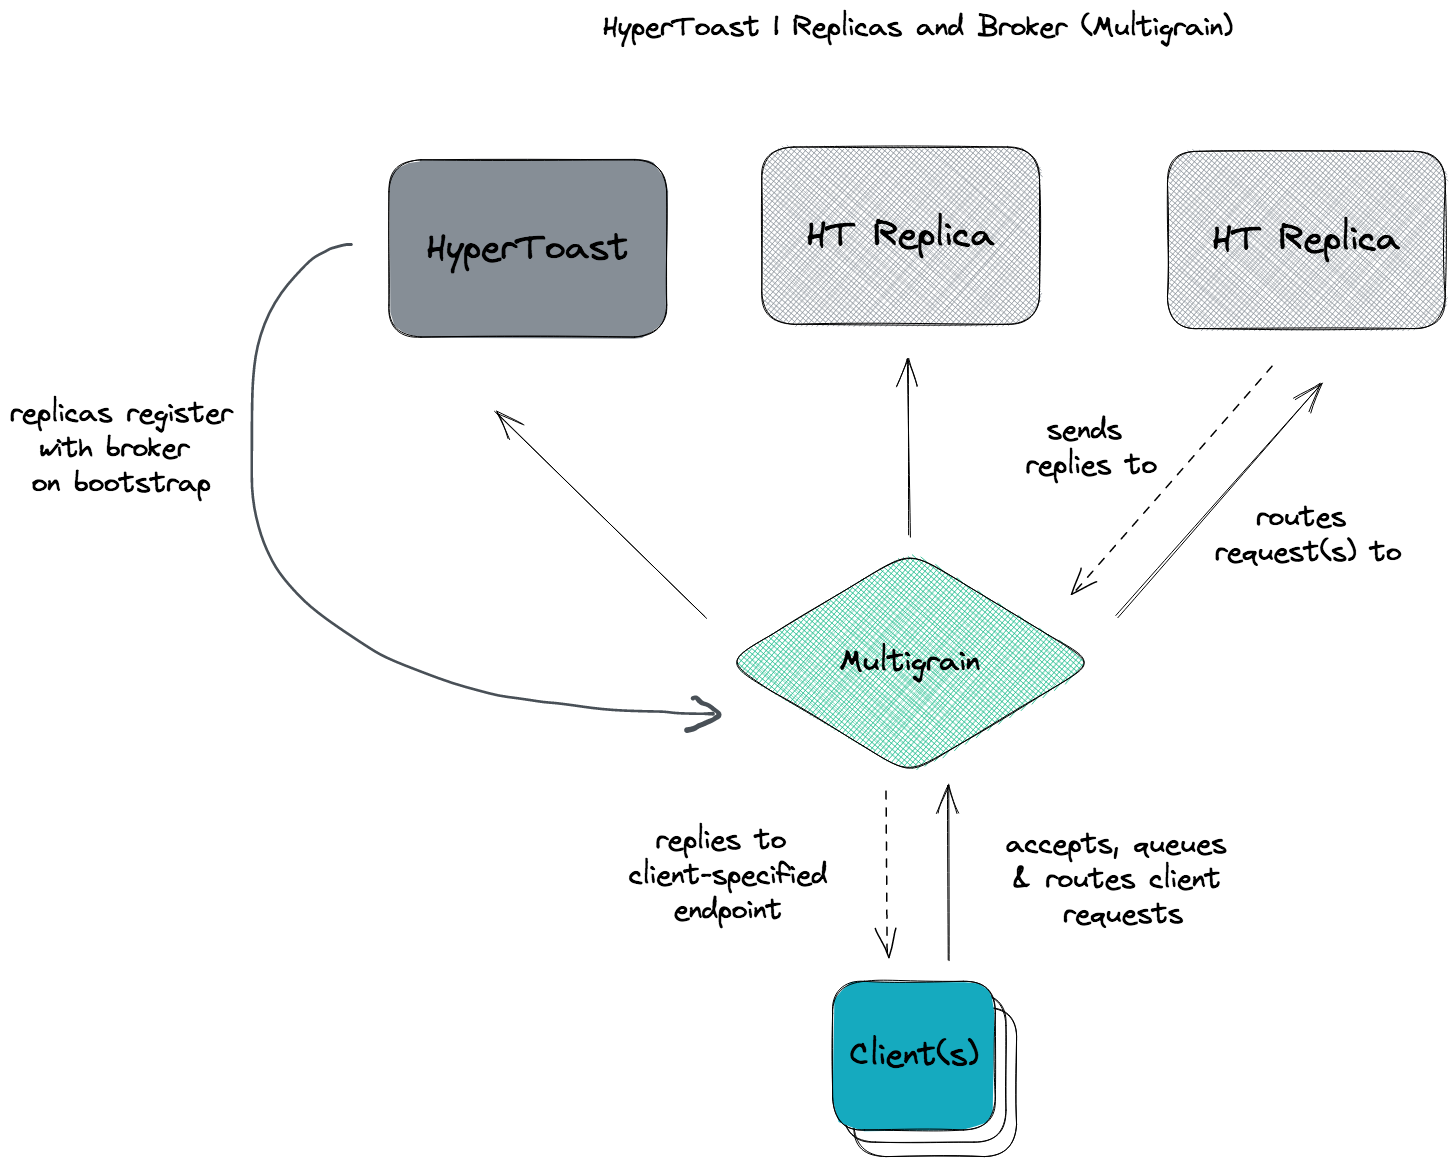 HyperToast | Replicas and Broker (Multigrain)
HyperToast
HT Replica
HT Replica
replicas register
with broker
on bootstrap
sends
replies to
routes
request(s) to
Multigrain
replies to
client-specified
endpoint
accepts, queues
& routes client
requests
Client(s)